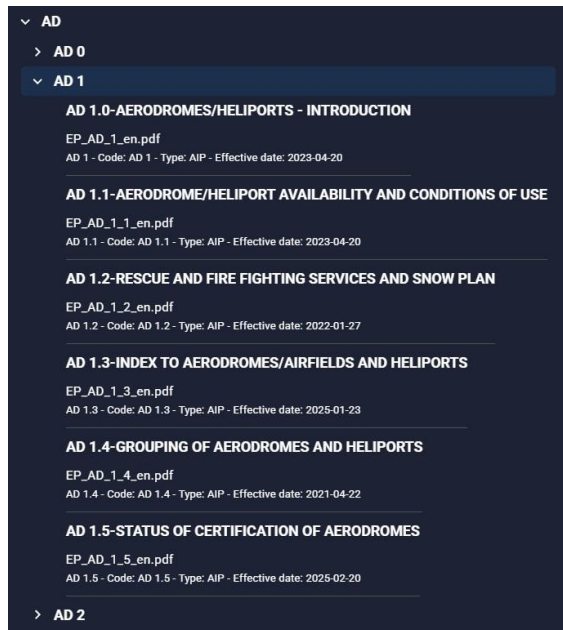 AD
AD 0
AD 1
AD 1.0-AERODROMES/HELIPORTS - INTRODUCTION
EP_AD_1_en.pdf
AD 1 - Code: AD 1 - Type: AIP - Effective date: 2023-04-20
AD 1.1-AERODROME/HELIPORT AVAILABILITY AND CONDITIONS OF USE
EP_AD_1_1_en.pdf
AD 1.1 - Code: AD 1.1 - Type: AIP - Effective date: 2023-04-20
AD 1.2-RESCUE AND FIRE FIGHTING SERVICES AND SNOW PLAN
EP_AD_1_2_en.pdf
AD 1.2 - Code: AD 1.2 - Type: AIP - Effective date: 2022-01-27
AD 1.3-INDEX TO AERODROMES/AIRFIELDS AND HELIPORTS
EP_AD_1_3_en.pdf
AD 1.3 - Code: AD 1.3 - Type: AIP - Effective date: 2025-01-23
AD 1.4-GROUPING OF AERODROMES AND HELIPORTS
EP_AD_1_4_en.pdf
AD 1.4 - Code: AD 1.4 - Type: AIP - Effective date: 2021-04-22
AD 1.5-STATUS OF CERTIFICATION OF AERODROMES
EP_AD_1_5_en.pdf
AD 1.5 - Code: AD 1.5 - Type: AIP - Effective date: 2025-02-20
AD 2